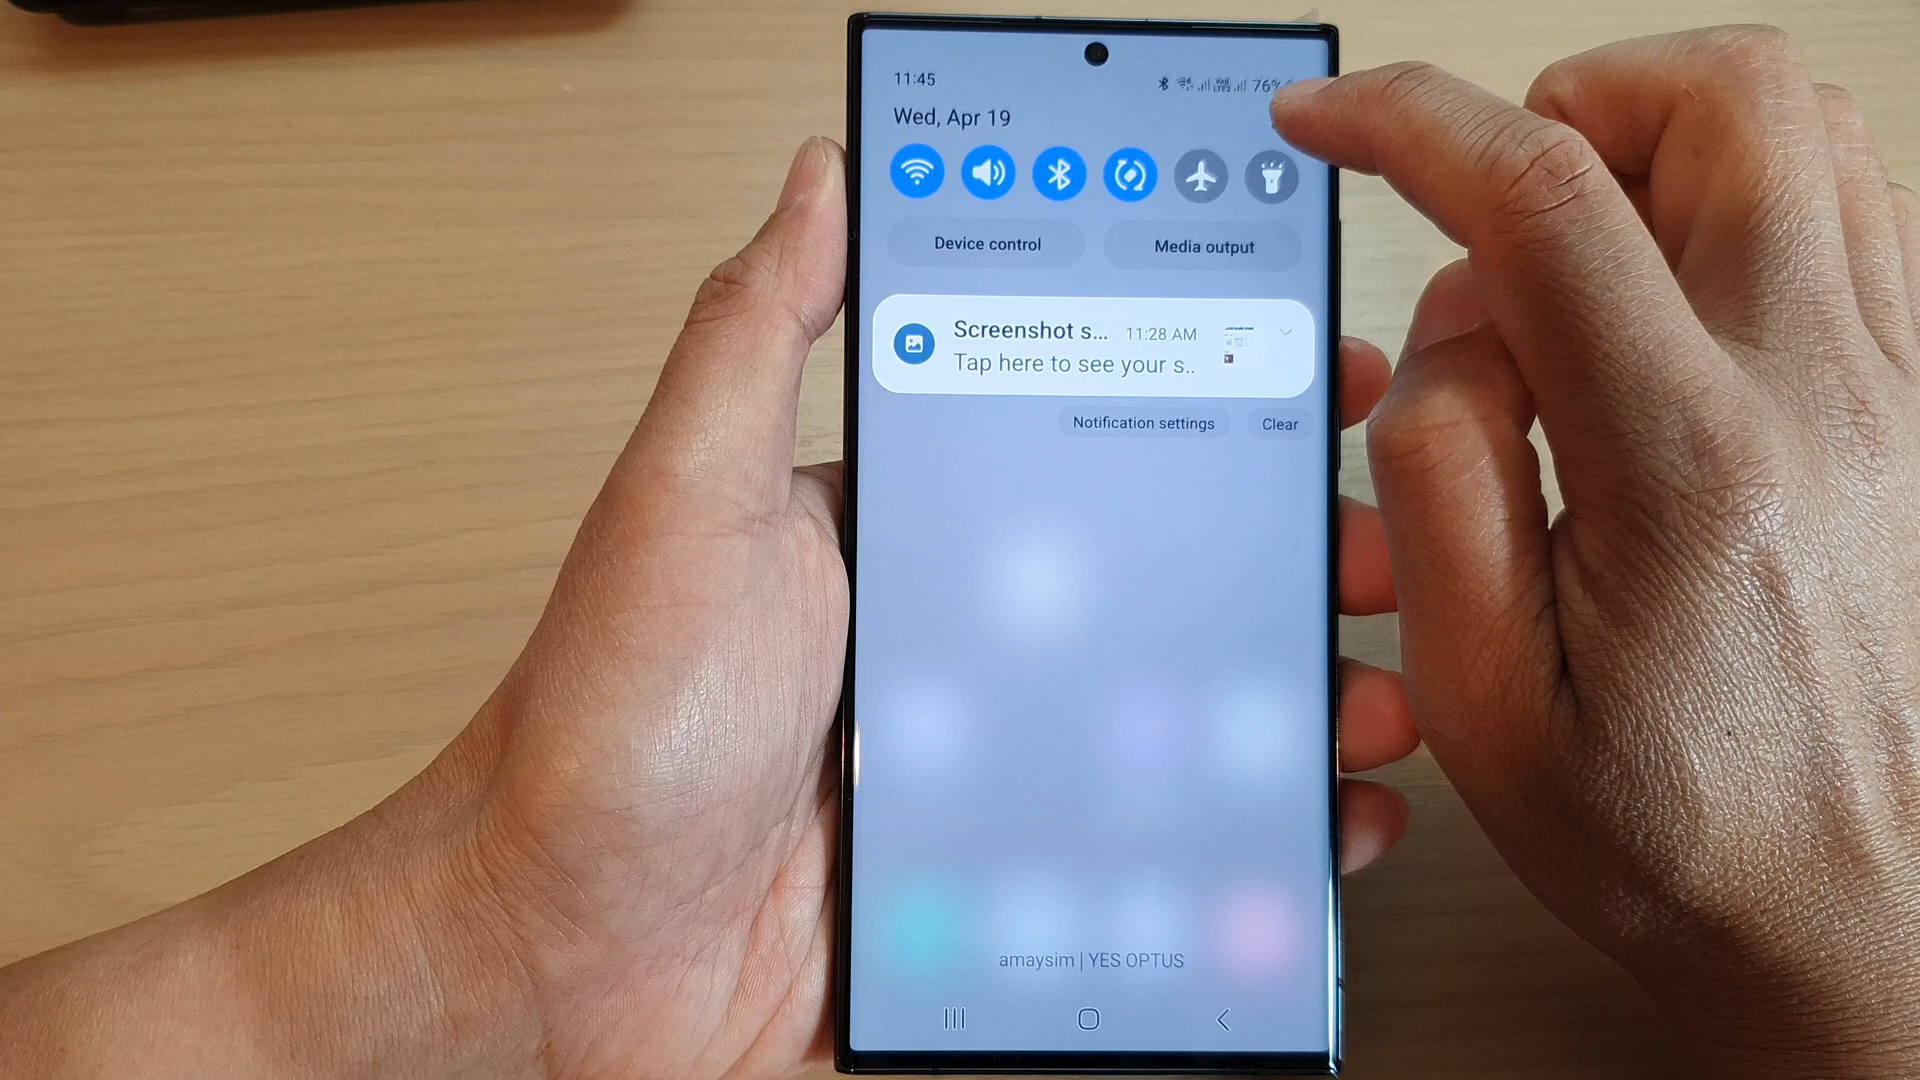 11:45
76%
Wed, Apr 19
Device control
Media output
Screenshot s... 11:28 AM
Tap here to see your s..
Notification settings
Clear
amaysim | YES OPTUS